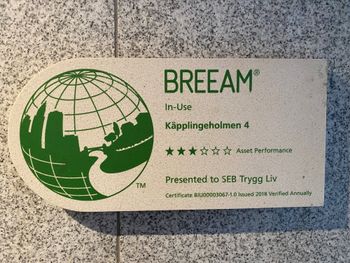 BREEAM®
In-Use
Käpplingeholmen 4
★★★☆☆☆ Asset Performance
Presented to SEB Trygg Liv
Certificate BIU00003067-1.0 Issued 2018 Verified Annually
TM